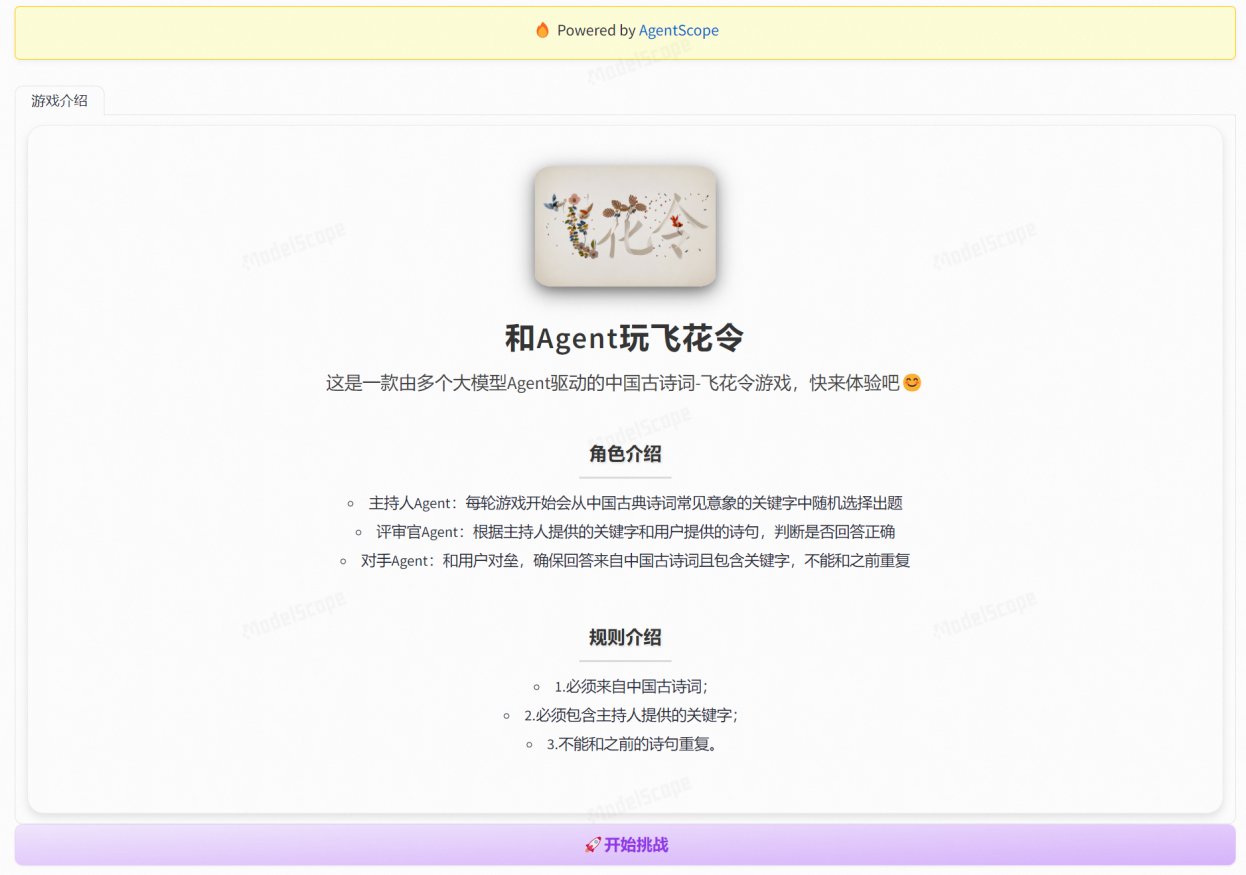 🔥 Powered by AgentScope
ModelScope
游戏介绍
飞花令
ModelScope
ModelScope
和Agent玩飞花令
这是一款由多个大模型Agent驱动的中国古诗词-飞花令游戏，快来体验吧😊
ModelScope
角色介绍
主持人Agent：每轮游戏开始会从中国古典诗词常见意象的关键字中随机选择出题
评审官Agent：根据主持人提供的关键字和用户提供的诗句，判断是否回答正确
对手Agent：和用户对垒，确保回答来自中国古诗词且包含关键字，不能和之前重复
ModelScope
ModelScope
规则介绍
1.必须来自中国古诗词；
2.必须包含主持人提供的关键字；
3.不能和之前的诗句重复。
ModelScope
🚀开始挑战